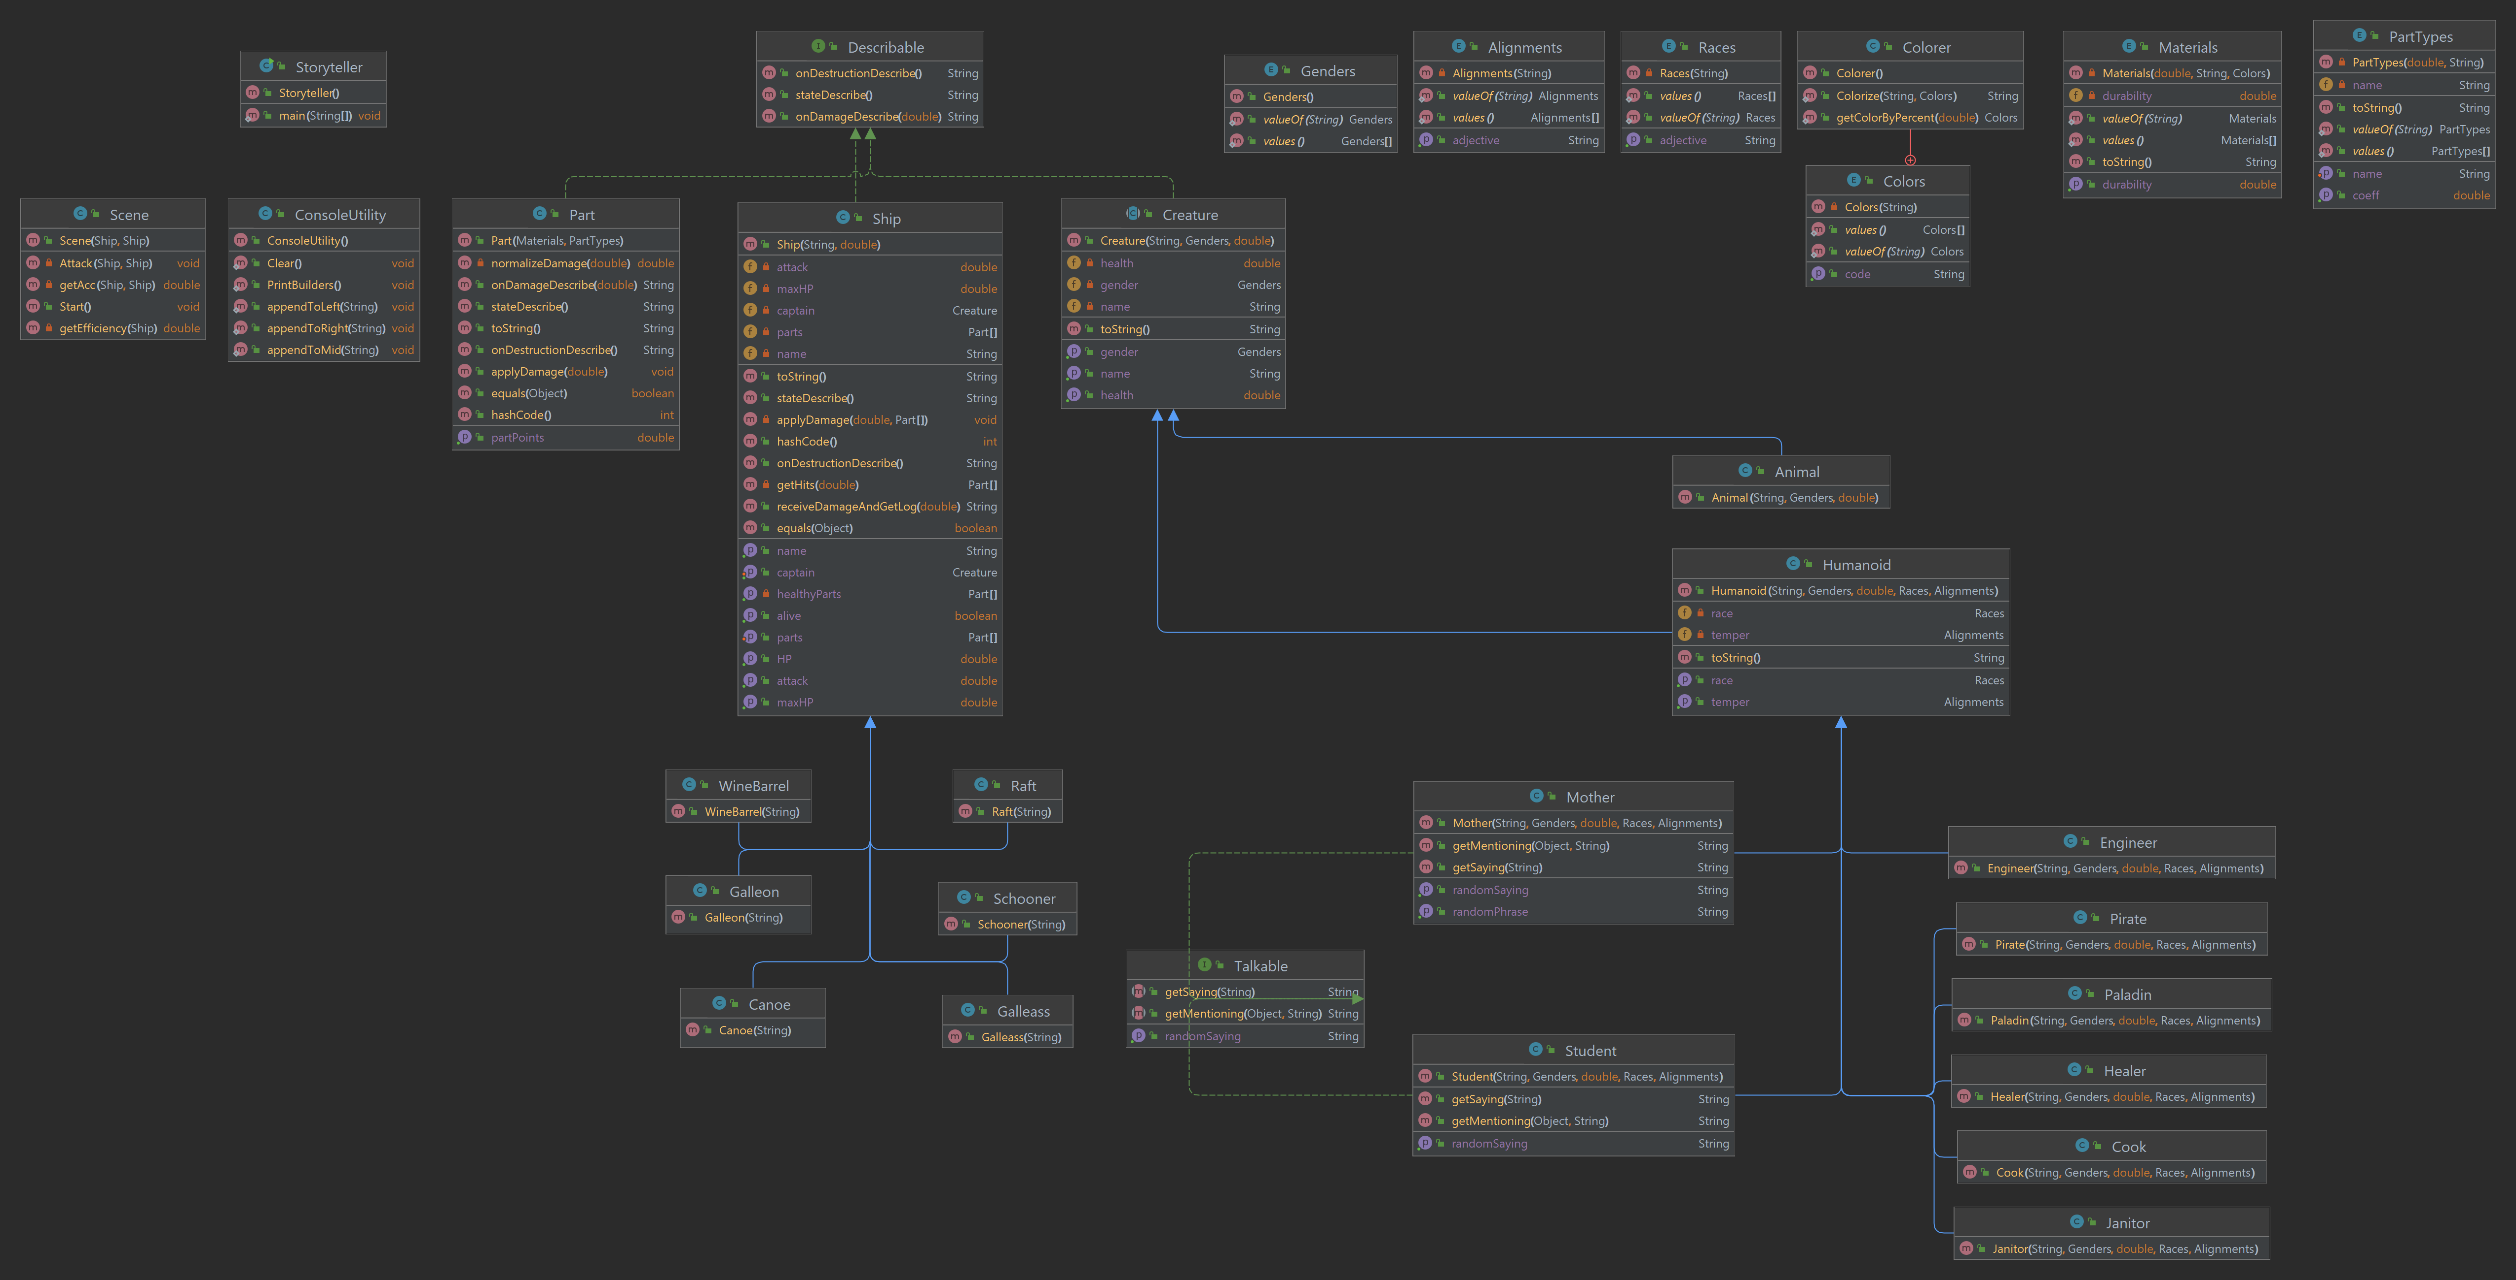 Storyteller
Storyteller()
main(String[]) void
Describable
onDestructionDescribe() String
stateDescribe() String
onDamageDescribe(double) String
Genders
Genders()
valueOf(String) Genders
values() Genders[]
Alignments
Alignments(String)
valueOf(String) Alignments
values() Alignments[]
adjective String
Races
Races(String)
values() Races[]
valueOf(String) Races
adjective String
Colorer
Colorer()
Colorize(String, Colors) String
getColorByPercent(double) Colors
Materials
Materials(double, String, Colors)
durability double
valueOf(String) Materials
values() Materials[]
toString() String
durability double
PartTypes
PartTypes(double, String)
name String
toString() String
valueOf(String) PartTypes
values() PartTypes[]
name String
coeff double
Colors
Colors(String)
values() Colors[]
valueOf(String) Colors
code String
Scene
Scene(Ship, Ship)
Attack(Ship, Ship) void
getAcc(Ship, Ship) double
Start() void
getEfficiency(Ship) double
ConsoleUtility
ConsoleUtility()
Clear() void
PrintBuilders() void
appendToLeft(String) void
appendToRight(String) void
appendToMid(String) void
Part
Part(Materials, PartTypes)
normalizeDamage(double) double
onDamageDescribe(double) String
stateDescribe() String
toString() String
onDestructionDescribe() String
applyDamage(double) void
equals(Object) boolean
hashCode() int
partPoints double
Ship
Ship(String, double)
attack double
maxHP double
captain Creature
parts Part[]
name String
toString() String
stateDescribe() String
applyDamage(double, Part[]) void
hashCode() int
onDestructionDescribe() String
getHits(double) Part[]
receiveDamageAndGetLog(double) String
equals(Object) boolean
name String
captain Creature
healthyParts Part[]
alive boolean
parts Part[]
HP double
attack double
maxHP double
Creature
Creature(String, Genders, double)
health double
gender Genders
name String
toString() String
gender Genders
name String
health double
Animal
Animal(String, Genders, double)
Humanoid
Humanoid(String, Genders, double, Races, Alignments)
race Races
temper Alignments
toString() String
race Races
temper Alignments
WineBarrel
WineBarrel(String)
Raft
Raft(String)
Galleon
Galleon(String)
Schooner
Schooner(String)
Canoe
Canoe(String)
Galleass
Galleass(String)
Mother
Mother(String, Genders, double, Races, Alignments)
getMentioning(Object, String) String
getSaying(String) String
randomSaying String
randomPhrase String
Talkable
getSaying(String) String
getMentioning(Object, String) String
randomSaying String
Student
Student(String, Genders, double, Races, Alignments)
getSaying(String) String
getMentioning(Object, String) String
randomSaying String
Engineer
Engineer(String, Genders, double, Races, Alignments)
Pirate
Pirate(String, Genders, double, Races, Alignments)
Paladin
Paladin(String, Genders, double, Races, Alignments)
Healer
Healer(String, Genders, double, Races, Alignments)
Cook
Cook(String, Genders, double, Races, Alignments)
Janitor
Janitor(String, Genders, double, Races, Alignments)